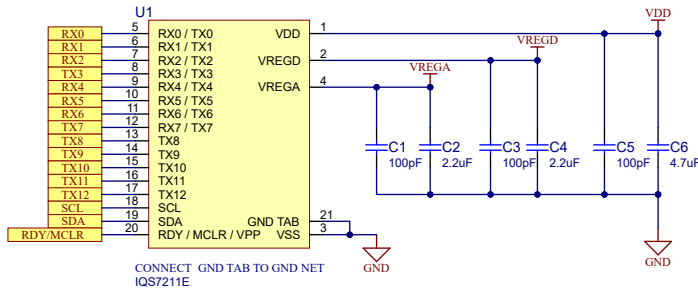 U1
VDD
RX0 5 RX0 / TX0 VDD 1
RX1 6 RX1 / TX1
VREGD
RX2 7 RX2 / TX2 VREGD 2
TX3 8 RX3 / TX3
VREGA
RX4 9 RX4 / TX4 VREGA 4
RX5 10 RX5 / TX5
RX6 11 RX6 / TX6
TX7 12 RX7 / TX7
TX8 13 TX8
TX9 14 TX9
TX10 15 TX10
TX11 16 TX11
TX12 17 TX12
SCL 18 SCL
SDA 19 SDA GND TAB 21
RDY/MCLR 20 RDY / MCLR / VPP VSS 3
C1 C2 C3 C4 C5 C6
100pF 2.2uF 100pF 2.2uF 100pF 4.7uF
GND
GND
CONNECT GND TAB TO GND NET
IQS7211E